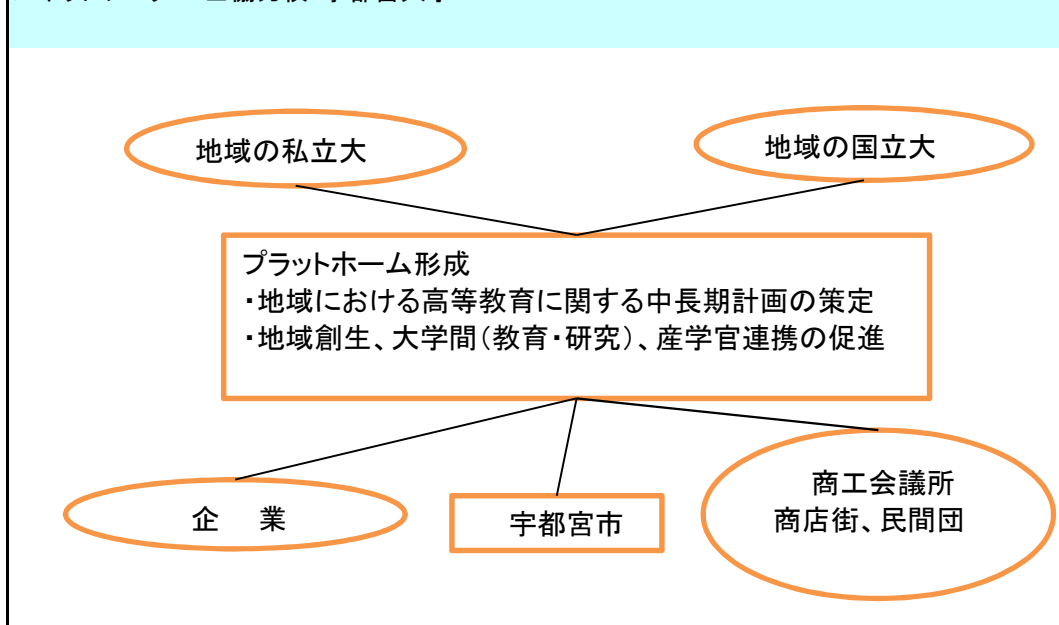 地域の私立大
地域の国立大
プラットホーム形成
・地域における高等教育に関する中長期計画の策定
・地域創生、大学間(教育・研究)、産学官連携の促進
企　業
宇都宮市
商工会議所
商店街、民間団